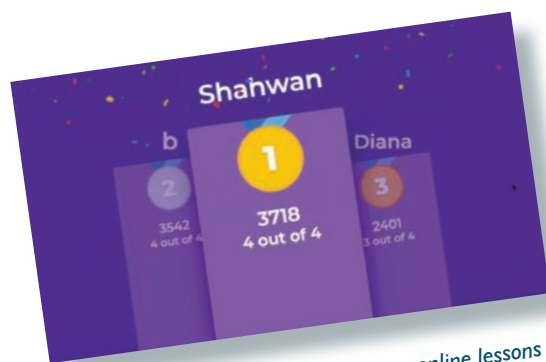 Shahwan
b
Diana
1
2
3
3718
4 out of 4
3542
4 out of 4
2401
3 out of 4
online lessons